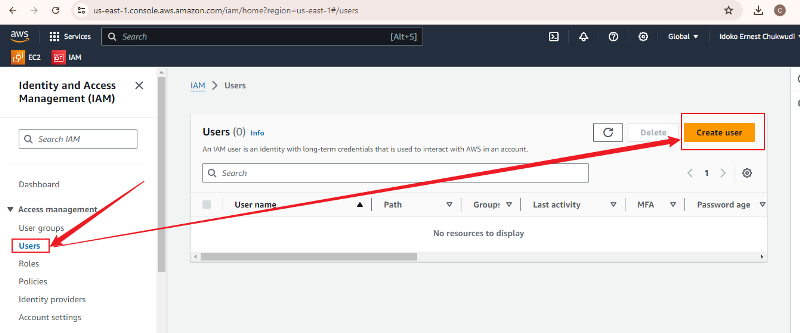 us-east-1.console.aws.amazon.com/iam/home?region=us-east-1#/users
C
aws
Services
Search
[Alt+S]
Global
Idoko Ernest Chukwudi
EC2
IAM
Identity and Access
Management (IAM)
Search IAM
Dashboard
Access management
User groups
Users
Roles
Policies
Identity providers
Account settings
IAM > Users
Users (0) Info
Delete
Create user
An IAM user is an identity with long-term credentials that is used to interact with AWS in an account.
Search
1
User name
Path
Groups
Last activity
MFA
Password age
No resources to display